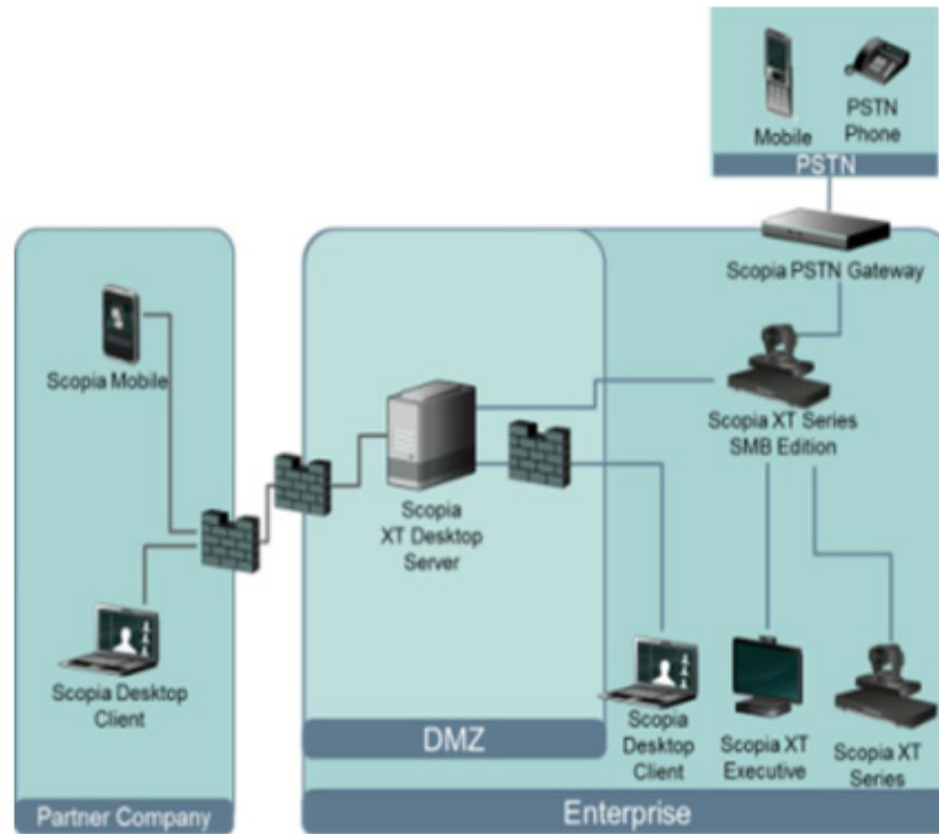 Mobile
PSTN
Phone
PSTN
Scopia PSTN Gateway
Scopia Mobile
Scopia XT Series
SMB Edition
Scopia
XT Desktop
Server
Scopia Desktop
Client
Scopia
Desktop
Client
Scopia XT
Executive
Scopia XT
Series
DMZ
Partner Company
Enterprise